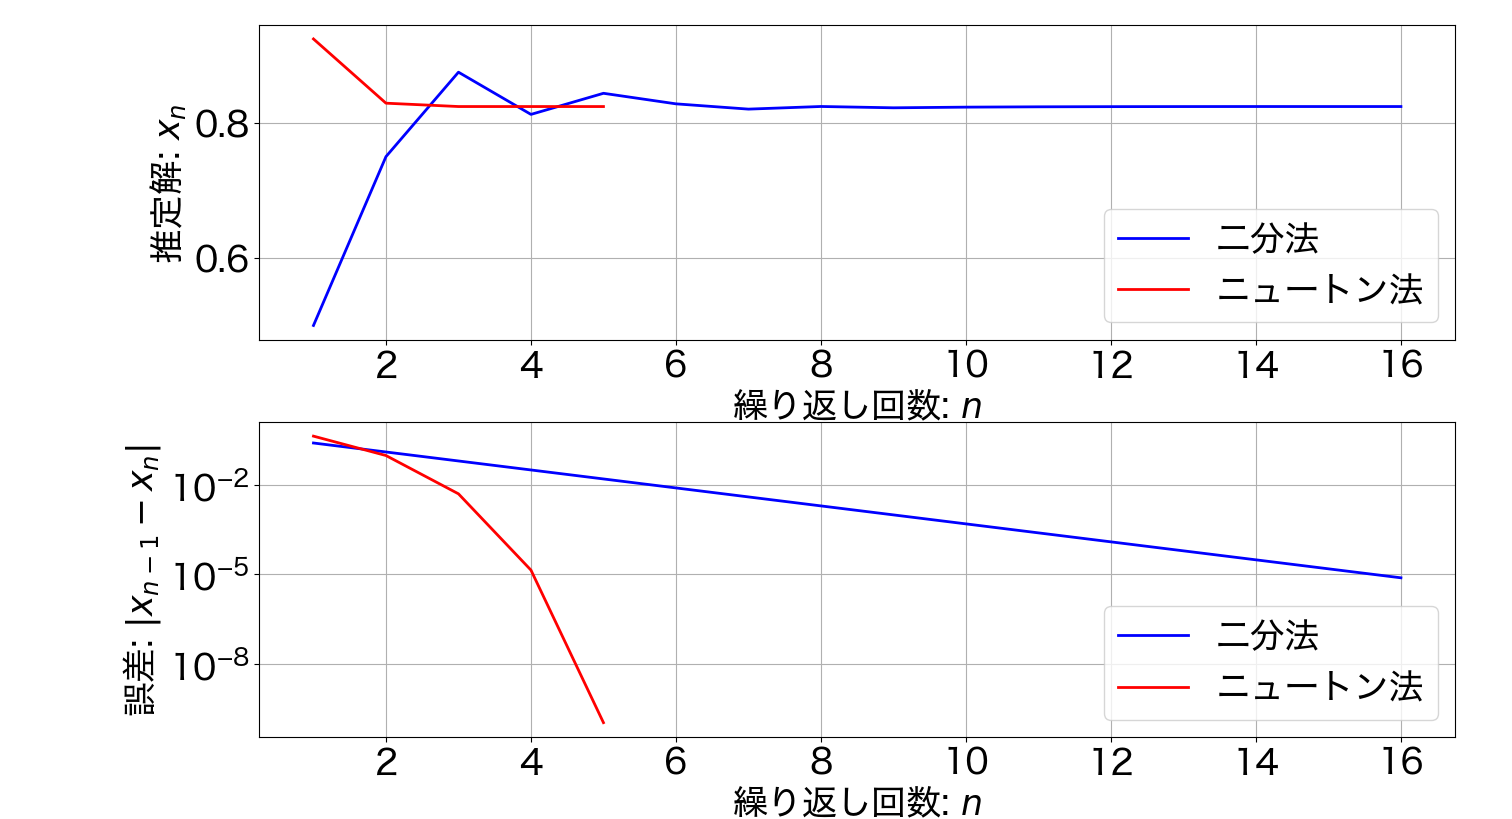 推定解: xₙ
0.8
0.6
二分法
ニュートン法
2 4 6 8 10 12 14 16
繰り返し回数: n
誤差: |xₙ₋₁ − xₙ|
10⁻²
10⁻⁵
10⁻⁸
二分法
ニュートン法
2 4 6 8 10 12 14 16
繰り返し回数: n